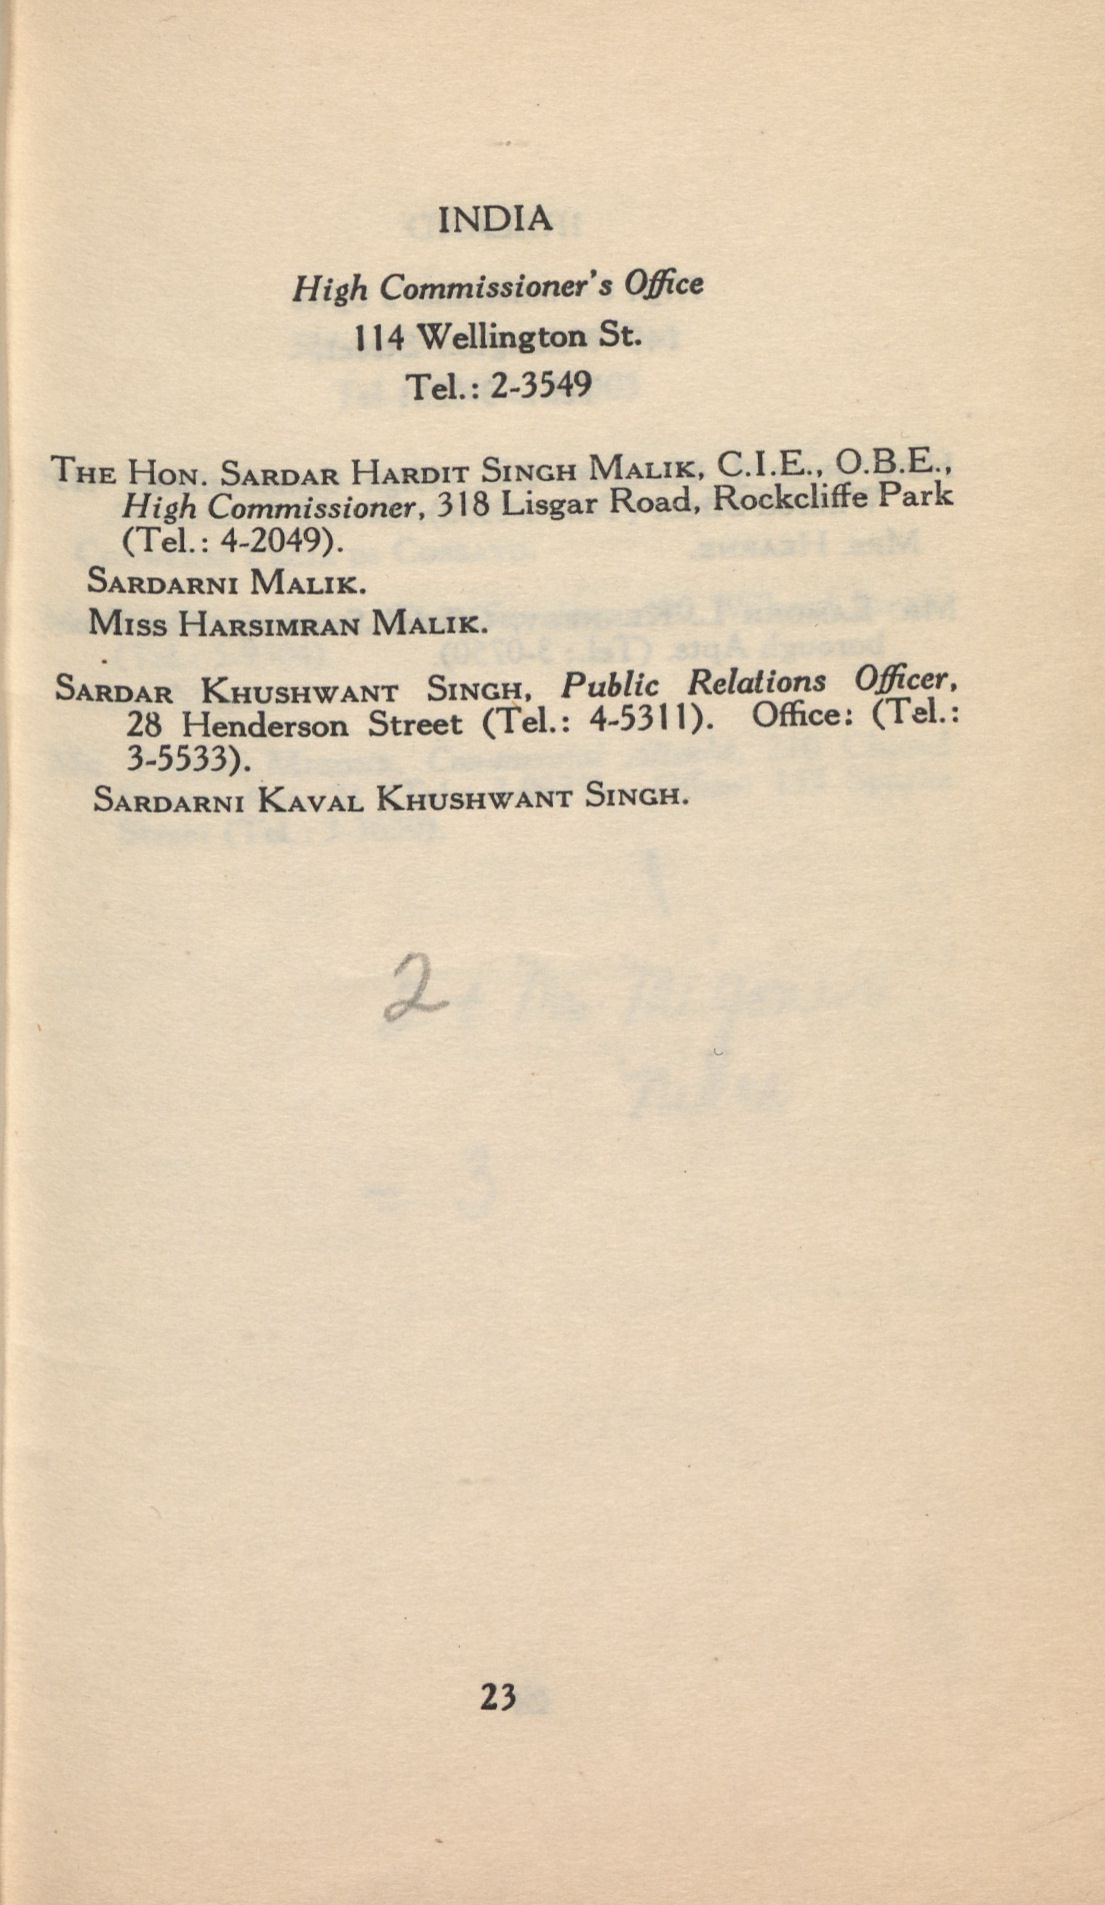 INDIA
High Commissioner's Office
114 Wellington St.
Tel.: 2-3549
THE HON. SARDAR HARDIT SINGH MALIK, C.I.E., O.B.E.,
High Commissioner, 318 Lisgar Road, Rockcliffe Park
(Tel.: 4-2049).
SARDARNI MALIK.
MISS HARSIMRAN MALIK.
SARDAR KHUSHWANT SINGH, Public Relations Officer,
28 Henderson Street (Tel.: 4-5311). Office: (Tel.:
3-5533).
SARDARNI KAVAL KHUSHWANT SINGH.
2
23